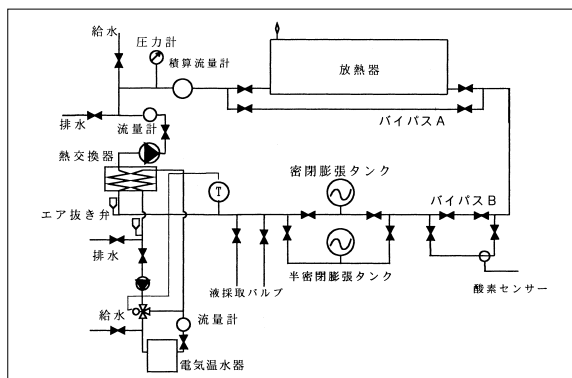 給水
圧力計
積算流量計
放熱器
排水
流量計
バイパスA
熱交換器
密閉膨張タンク
T
バイパスB
エア抜き弁
排水
液採取バルブ
半密閉膨張タンク
酸素センサー
給水
流量計
電気温水器